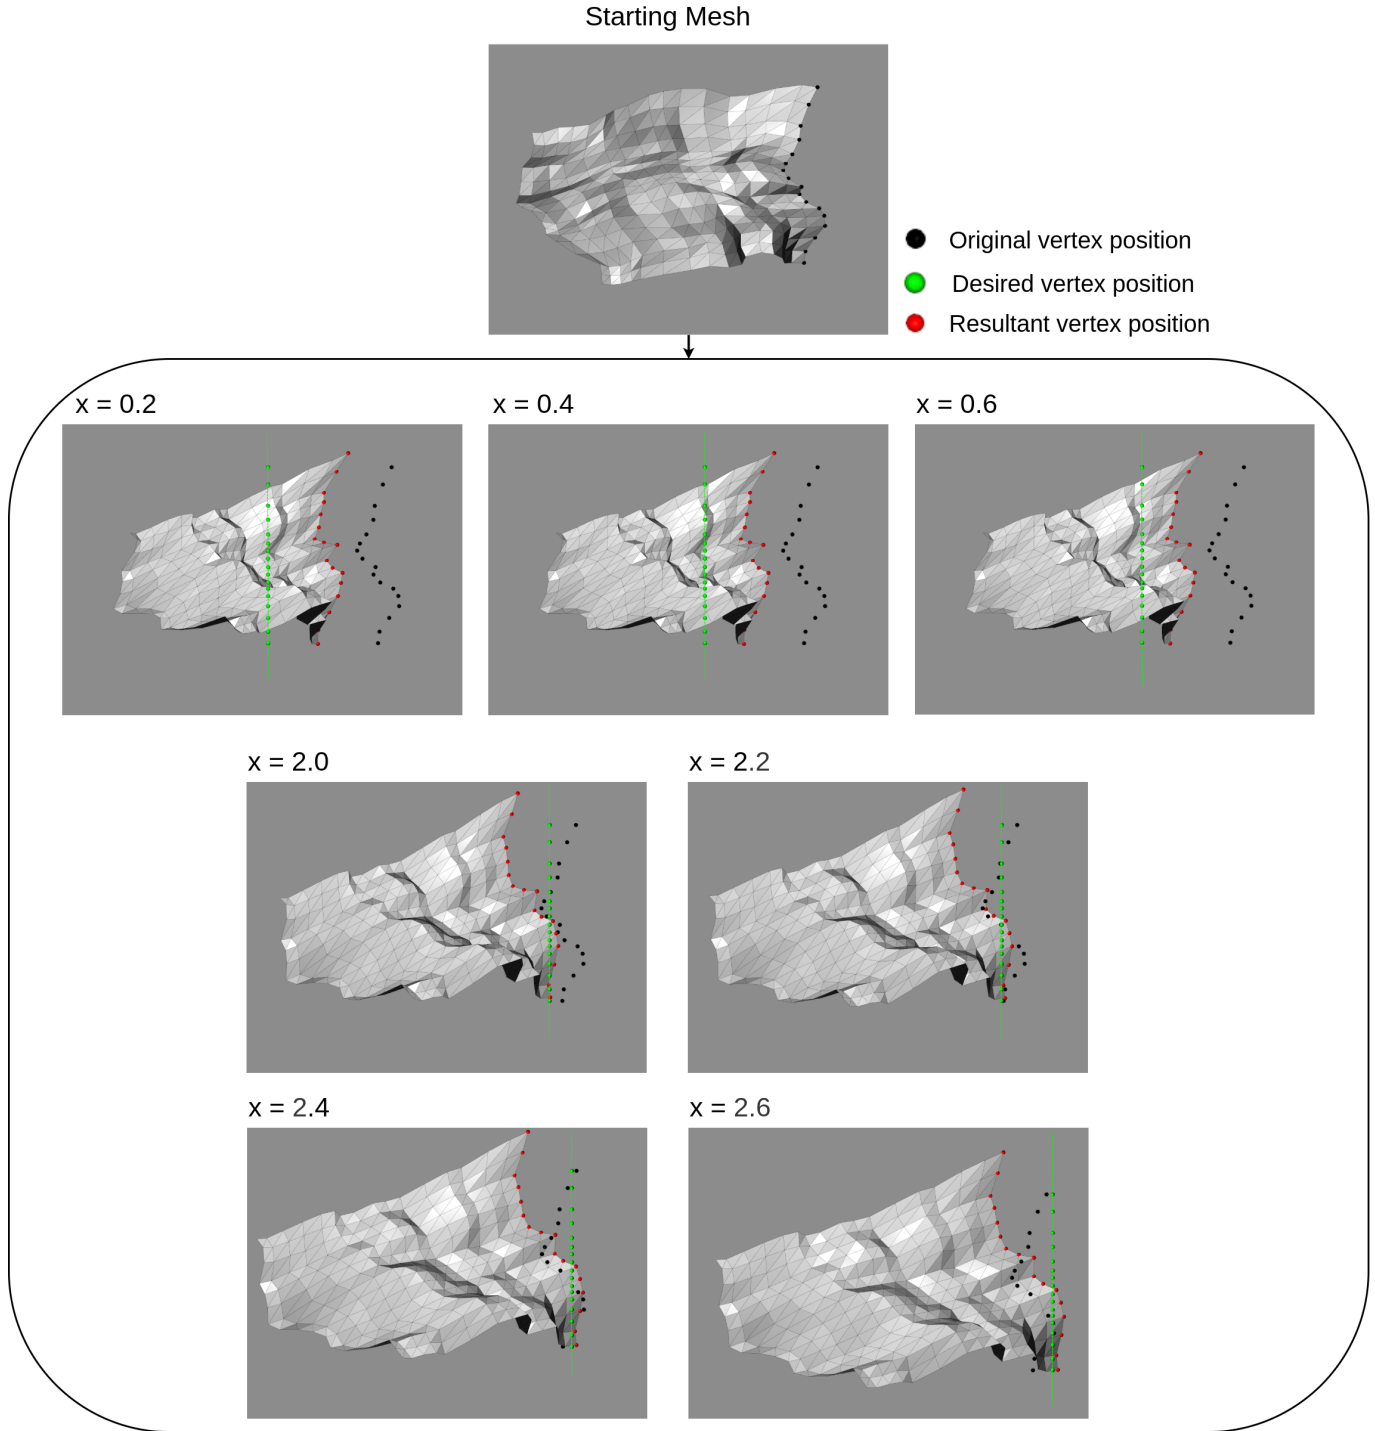 Starting Mesh
Original vertex position
Desired vertex position
Resultant vertex position
x = 0.2
x = 0.4
x = 0.6
x = 2.0
x = 2.2
x = 2.4
x = 2.6